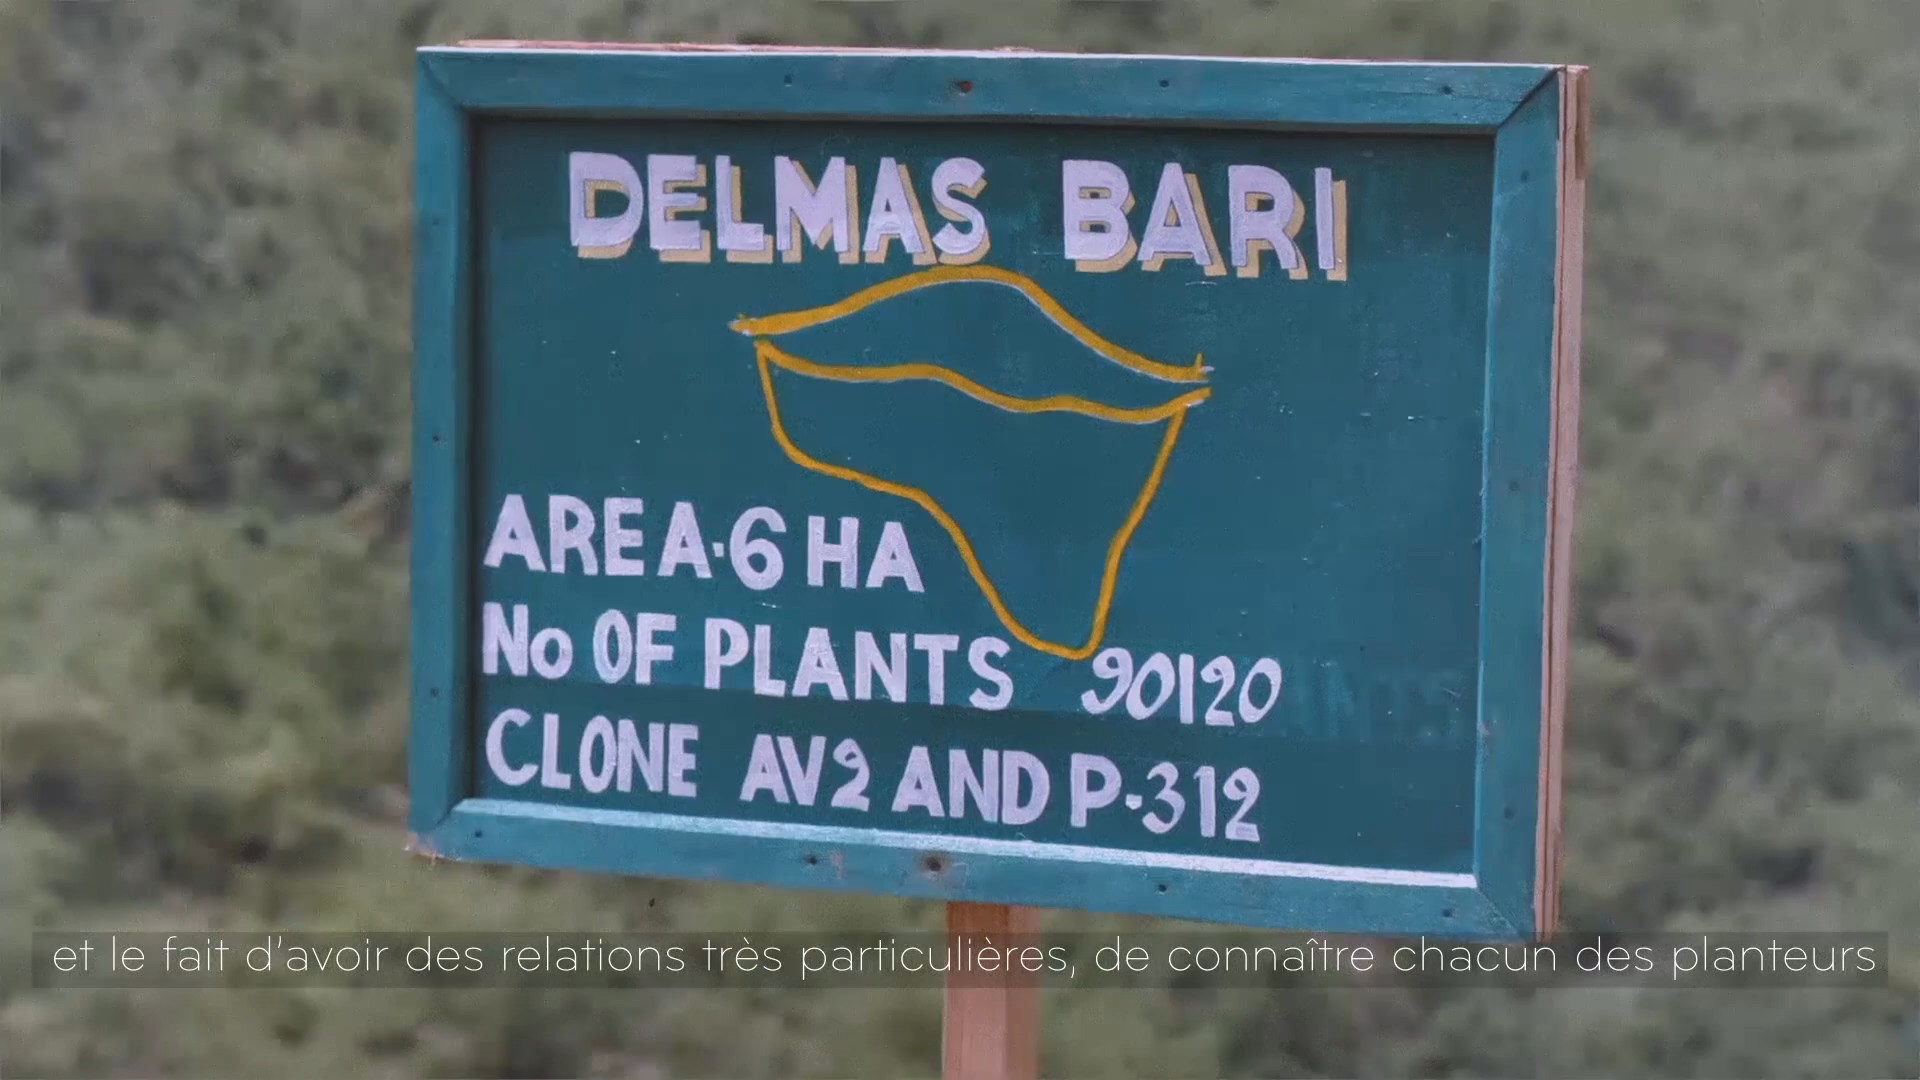 DELMAS BARI
AREA·6 HA
No OF PLANTS 90120
CLONE AV2 AND P·312
et le fait d'avoir des relations très particulières, de connaître chacun des planteurs